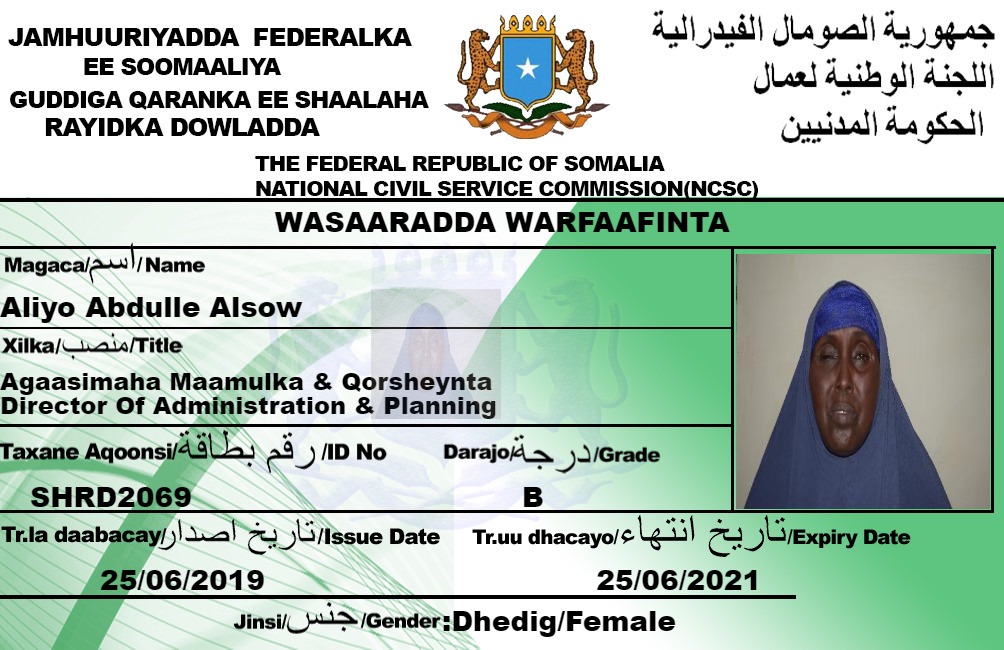 JAMHUURIYADDA FEDERALKA
EE SOOMAALIYA
GUDDIGA QARANKA EE SHAALAHA
RAYIDKA DOWLADDA
جمهورية الصومال الفيدرالية
اللجنة الوطنية لعمال
الحكومة المدنيين
THE FEDERAL REPUBLIC OF SOMALIA
NATIONAL CIVIL SERVICE COMMISSION(NCSC)
WASAARADDA WARFAAFINTA
Magaca/اسم/Name
Aliyo Abdulle Alsow
Xilka/منصب/Title
Agaasimaha Maamulka & Qorsheynta
Director Of Administration & Planning
Taxane Aqoonsi/رقم بطاقة/ID No
SHRD2069
Darajo/درجة/Grade
B
Tr.la daabacay/تاريخ اصدار/Issue Date
25/06/2019
Tr.uu dhacayo/تاريخ انتهاء/Expiry Date
25/06/2021
Jinsi/جنس/Gender:Dhedig/Female